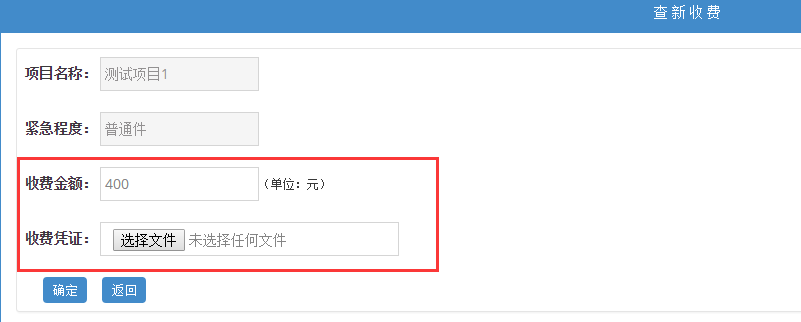 查新收费
项目名称： 测试项目1
紧急程度： 普通件
收费金额： 400 （单位：元）
收费凭证： 选择文件 未选择任何文件
确定 返回